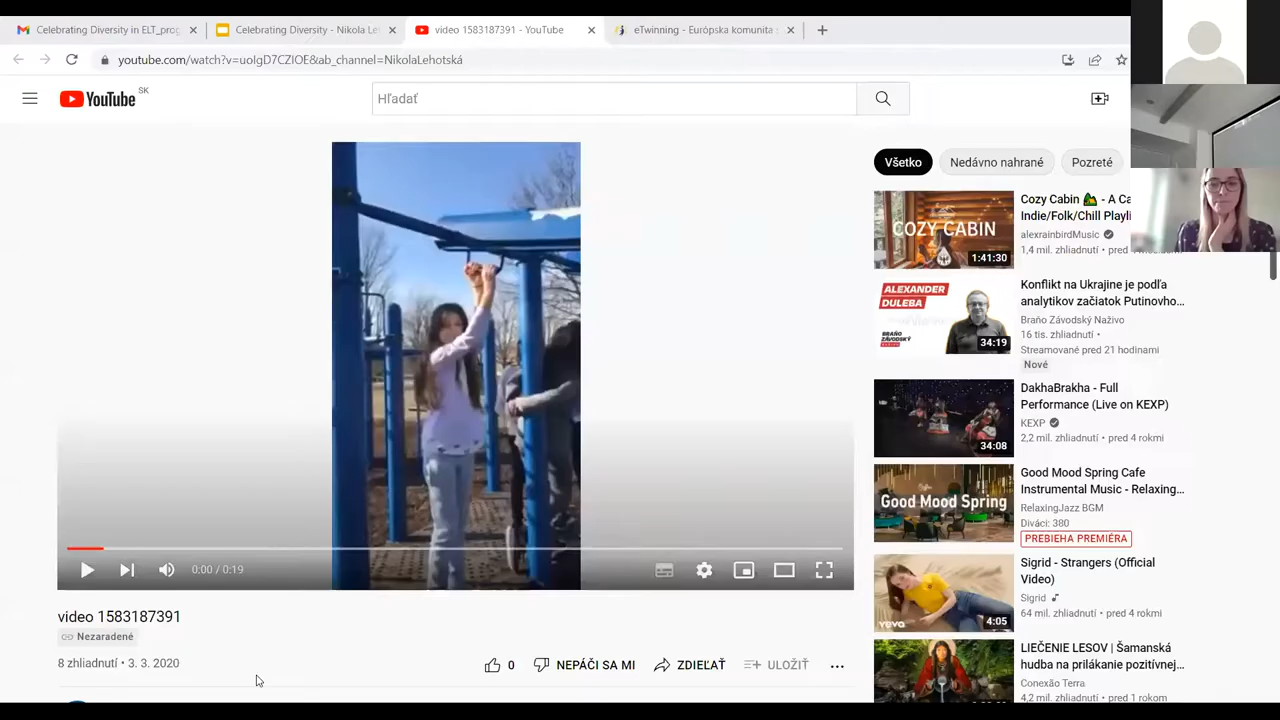 Celebrating Diversity in ELT_prog
Celebrating Diversity - Nikola Le
video 1583187391 - YouTube
eTwinning - Európska komunita s
youtube.com/watch?v=uoIgD7CZIOE&ab_channel=NikolaLehotská
YouTube SK
Hľadať
Všetko
Nedávno nahrané
Pozreté
COZY CABIN
1:41:30
Cozy Cabin 🏕 - A Ca
Indie/Folk/Chill Playli
alexrainbirdMusic
1,4 mil. zhliadnutí • pred
ALEXANDER
DULEBA
BRAŇO
ZÁVODSKÝ
NAŽIVO
34:19
Konflikt na Ukrajine je podľa
analytikov začiatok Putinovho...
Braňo Závodský Naživo
16 tis. zhliadnutí •
Streamované pred 21 hodinami
Nové
34:08
DakhaBrakha - Full
Performance (Live on KEXP)
KEXP
2,2 mil. zhliadnutí • pred 4 rokmi
Good Mood Spring
Good Mood Spring Cafe
Instrumental Music - Relaxing...
RelaxingJazz BGM
Diváci: 380
PREBIEHA PREMIÉRA
vevo
4:05
Sigrid - Strangers (Official
Video)
Sigrid
64 mil. zhliadnutí • pred 4 rokmi
LIEČENIE LESOV | Šamanská
hudba na prilákanie pozitívnej...
Conexão Terra
4,2 mil. zhliadnutí • pred 1 rokom
0:00 / 0:19
video 1583187391
Nezaradené
8 zhliadnutí • 3. 3. 2020
0
NEPÁČI SA MI
ZDIEĽAŤ
ULOŽIŤ